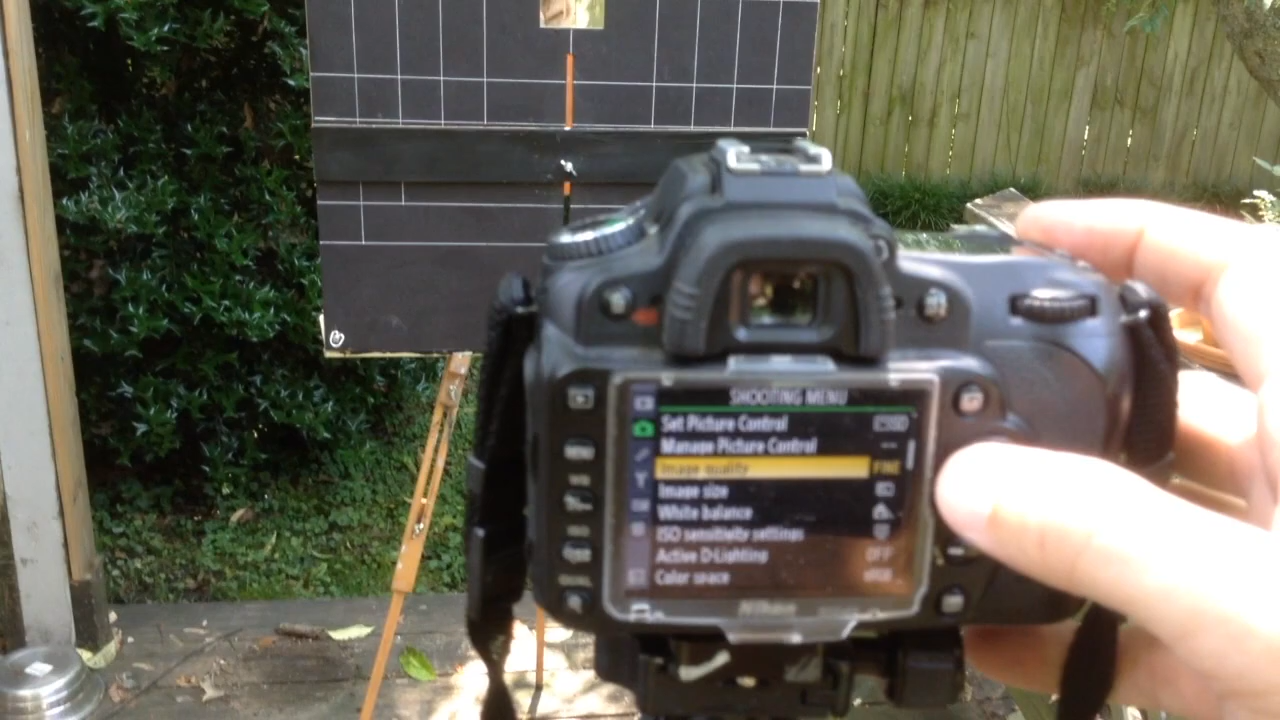 SHOOTING MENU
Set Picture Control
Manage Picture Control
--
Image quality
FINE
Image size
White balance
ISO sensitivity settings
Active D-Lighting
OFF
Color space
Nikon